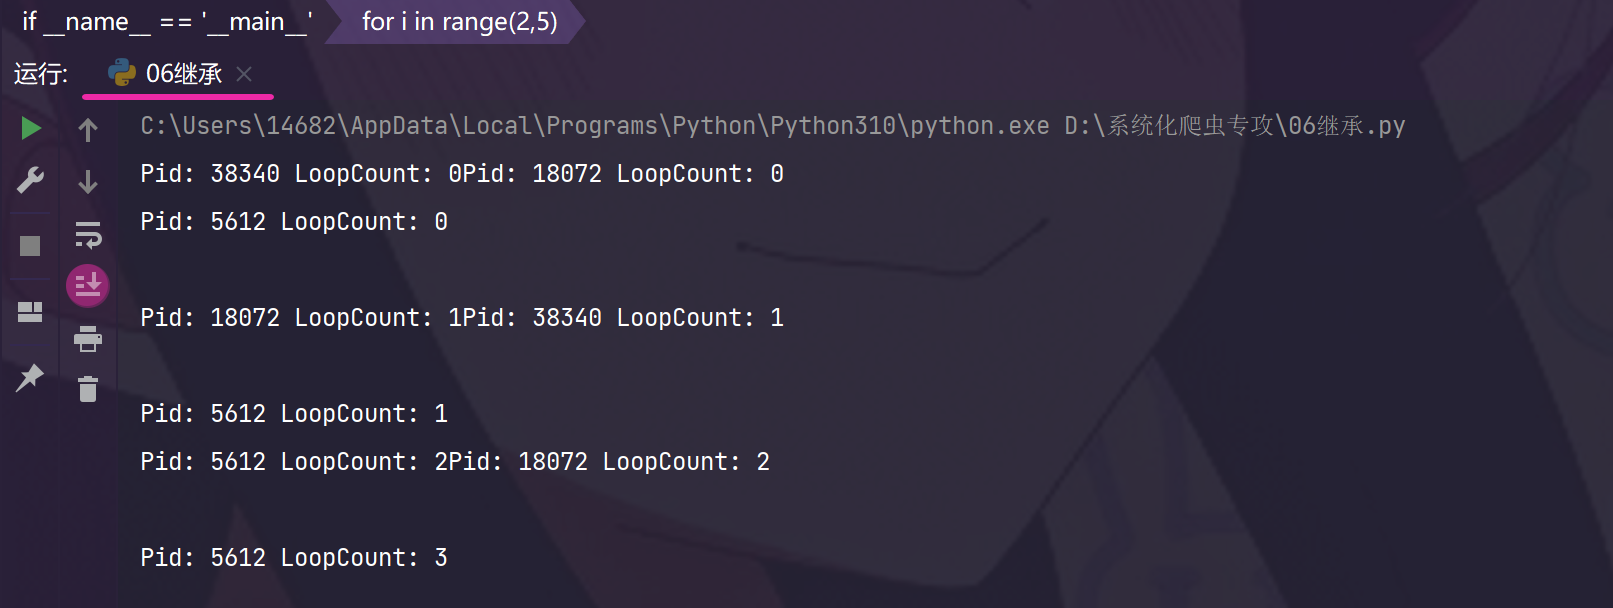 if __name__ == '__main__' for i in range(2,5)
运行: 06继承
C:\Users\14682\AppData\Local\Programs\Python\Python310\python.exe D:\系统化爬虫专攻\06继承.py
Pid: 38340 LoopCount: 0Pid: 18072 LoopCount: 0
Pid: 5612 LoopCount: 0
Pid: 18072 LoopCount: 1Pid: 38340 LoopCount: 1
Pid: 5612 LoopCount: 1
Pid: 5612 LoopCount: 2Pid: 18072 LoopCount: 2
Pid: 5612 LoopCount: 3